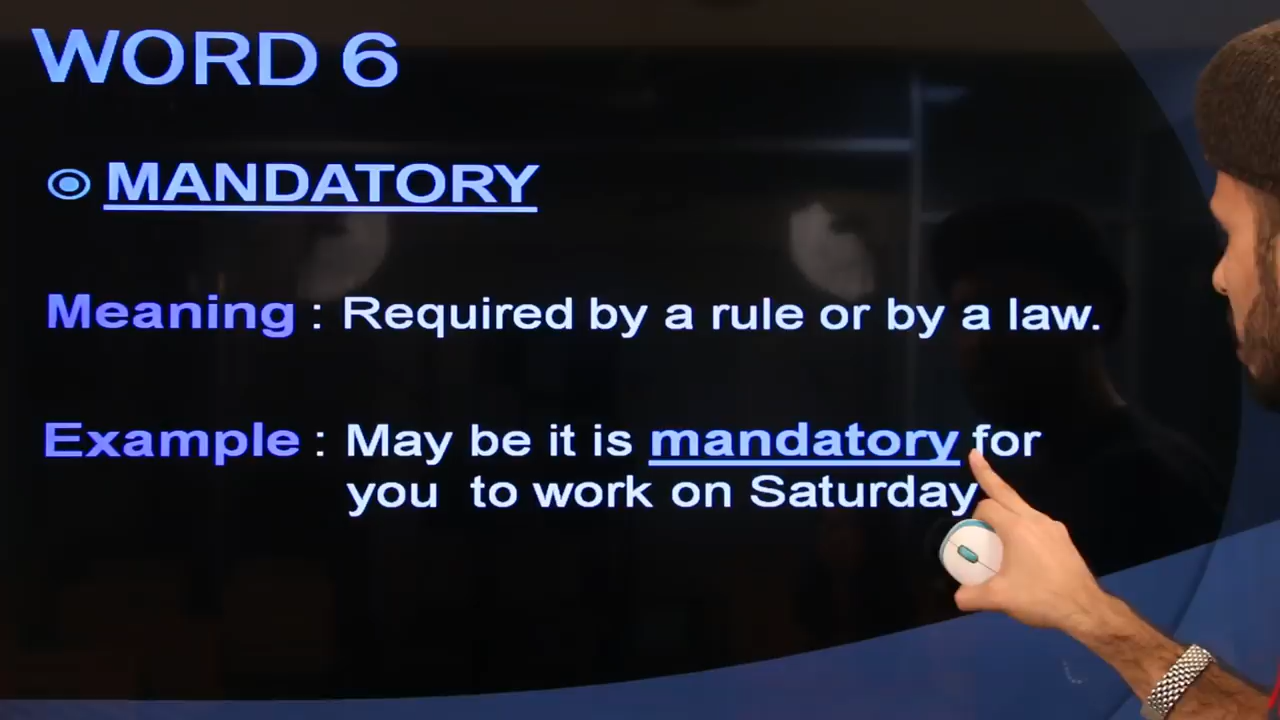 WORD 6
MANDATORY
Meaning : Required by a rule or by a law.
Example : May be it is mandatory for
you to work on Saturday